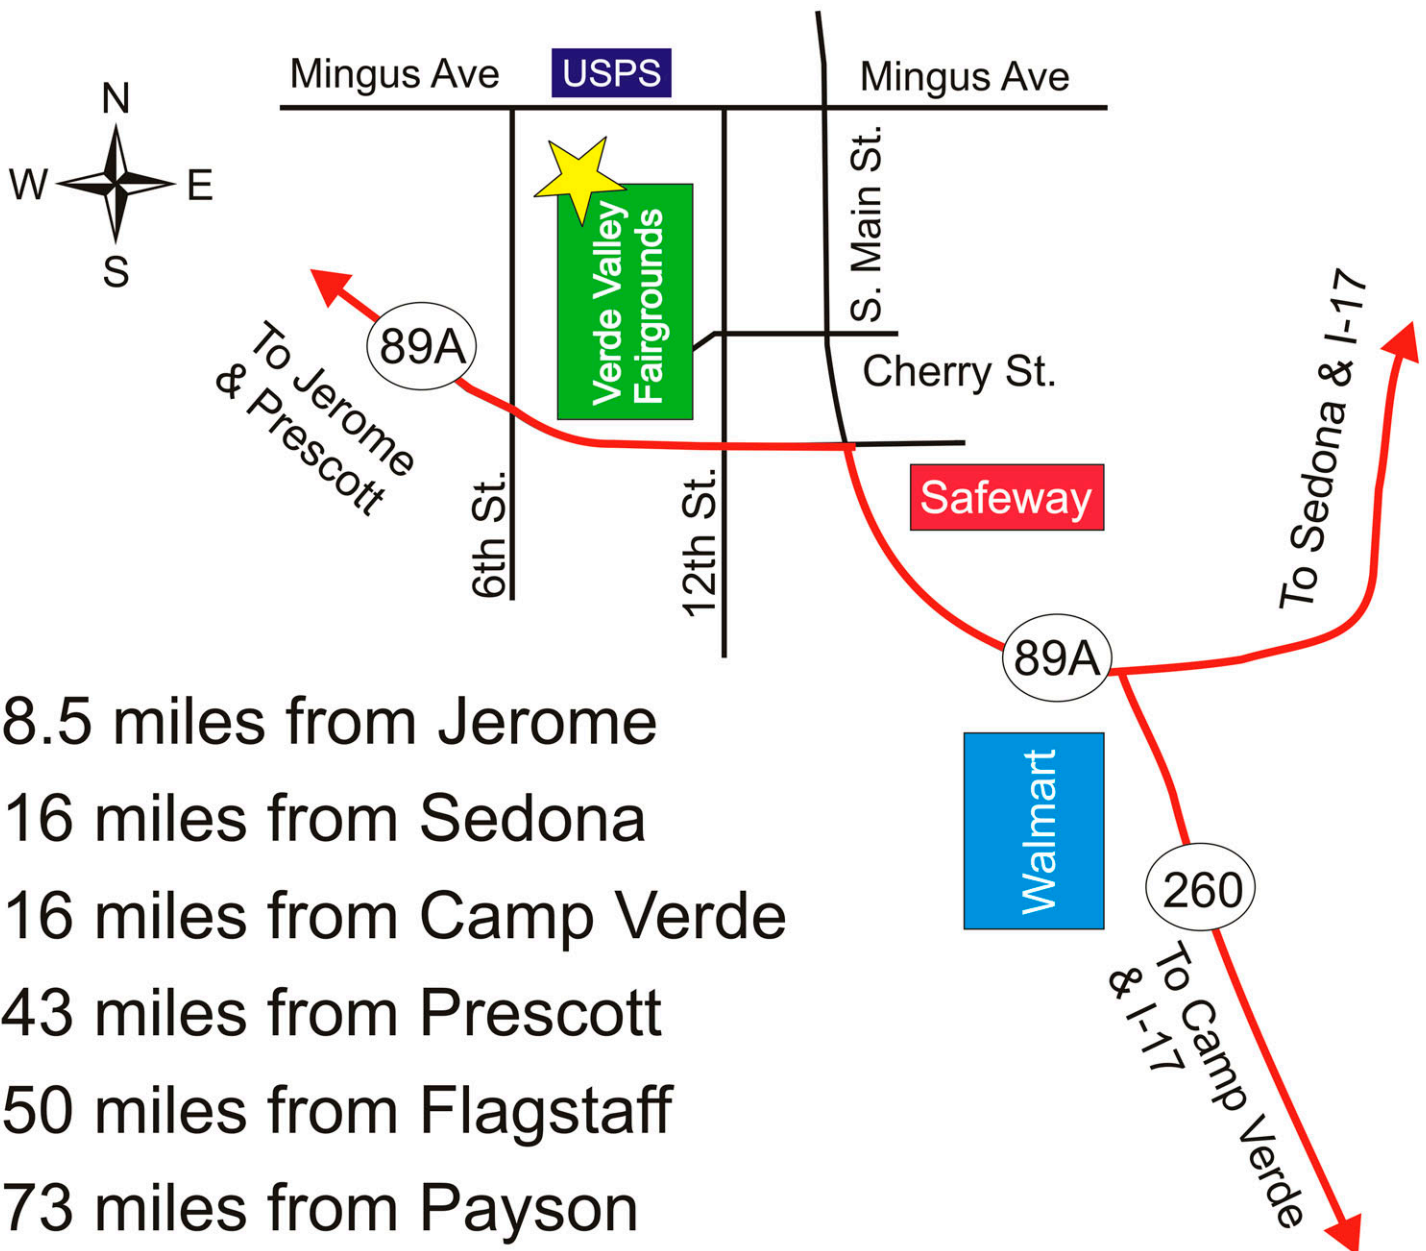 Mingus Ave
USPS
Mingus Ave
N
W
E
S
S. Main St.
Verde Valley
Fairgrounds
89A
To Jerome
& Prescott
Cherry St.
To Sedona & I-17
6th St.
12th St.
Safeway
89A
Walmart
260
To Camp Verde
& I-17
8.5 miles from Jerome
16 miles from Sedona
16 miles from Camp Verde
43 miles from Prescott
50 miles from Flagstaff
73 miles from Payson